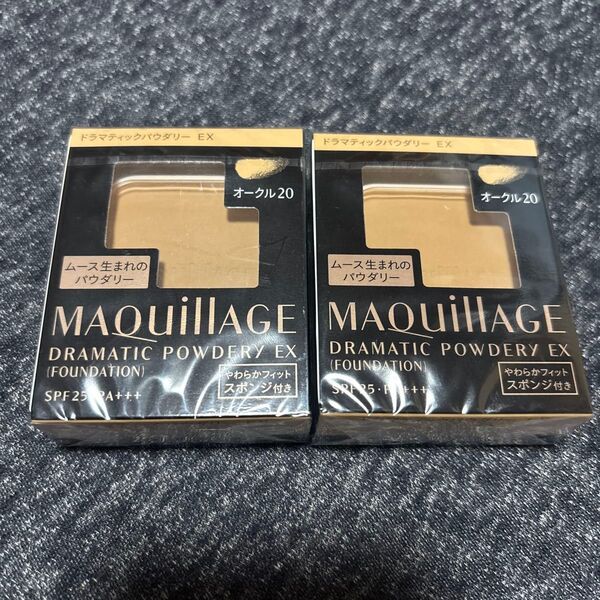 ドラマティックパウダリー EX
オークル20
ムース生まれの
パウダリー
MAQuillAGE
DRAMATIC POWDERY EX
(FOUNDATION)
やわらかフィット
スポンジ付き
SPF25・PA+++
ドラマティックパウダリー EX
オークル20
ムース生まれの
パウダリー
MAQuillAGE
DRAMATIC POWDERY EX
(FOUNDATION)
やわらかフィット
スポンジ付き
SPF25・PA+++